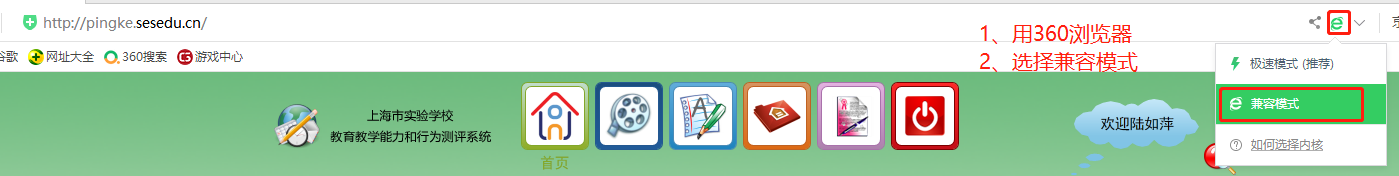 http://pingke.sesedu.cn/
谷歌 网址大全 360搜索 游戏中心
1、用360浏览器
2、选择兼容模式
极速模式 (推荐)
兼容模式
如何选择内核
上海市实验学校
教育教学能力和行为测评系统
首页
欢迎陆如萍